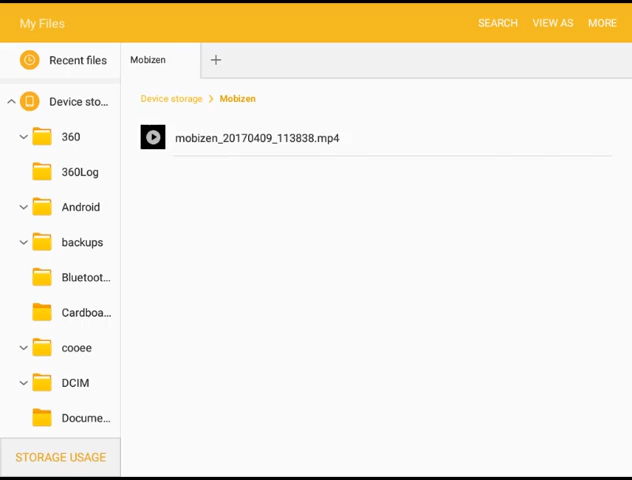 My Files
SEARCH
VIEW AS
MORE
Recent files
Mobizen
Device sto...
Device storage
Mobizen
360
mobizen_20170409_113838.mp4
360Log
Android
backups
Bluetoot...
Cardboa...
cooee
DCIM
Docume...
STORAGE USAGE